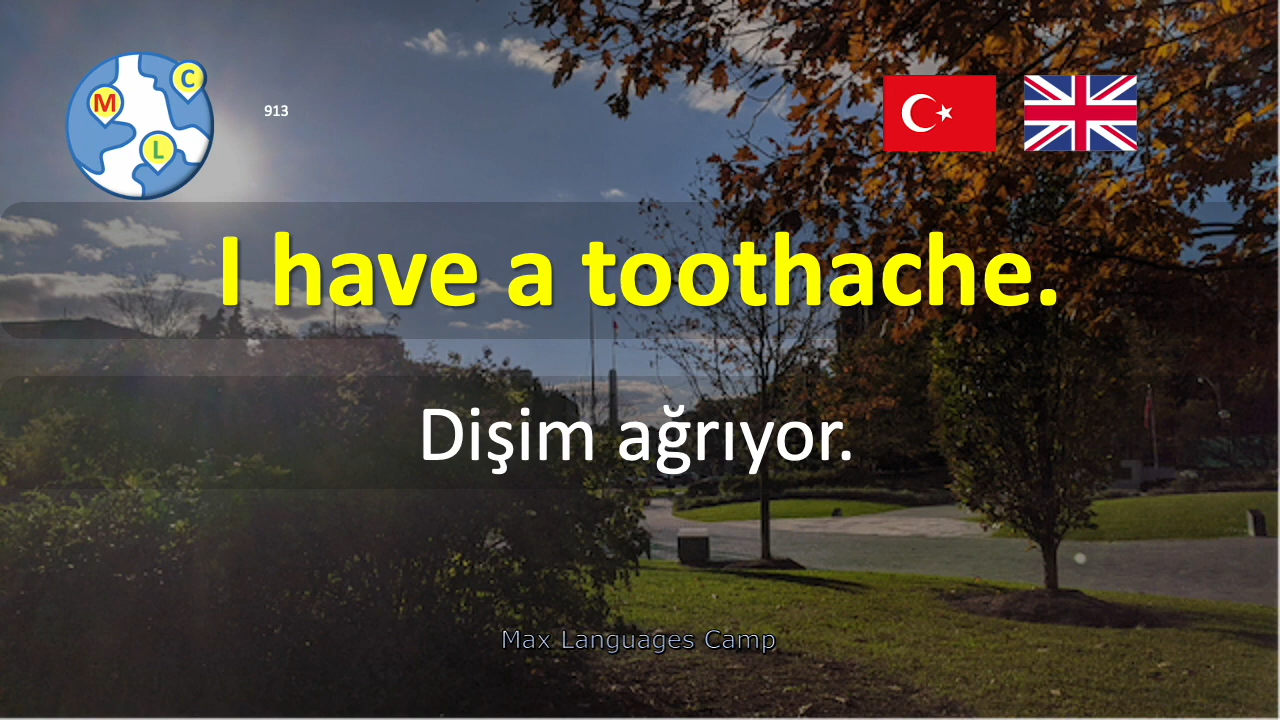 M
C
L
913
I have a toothache.
Dişim ağrıyor.
Max Languages Camp